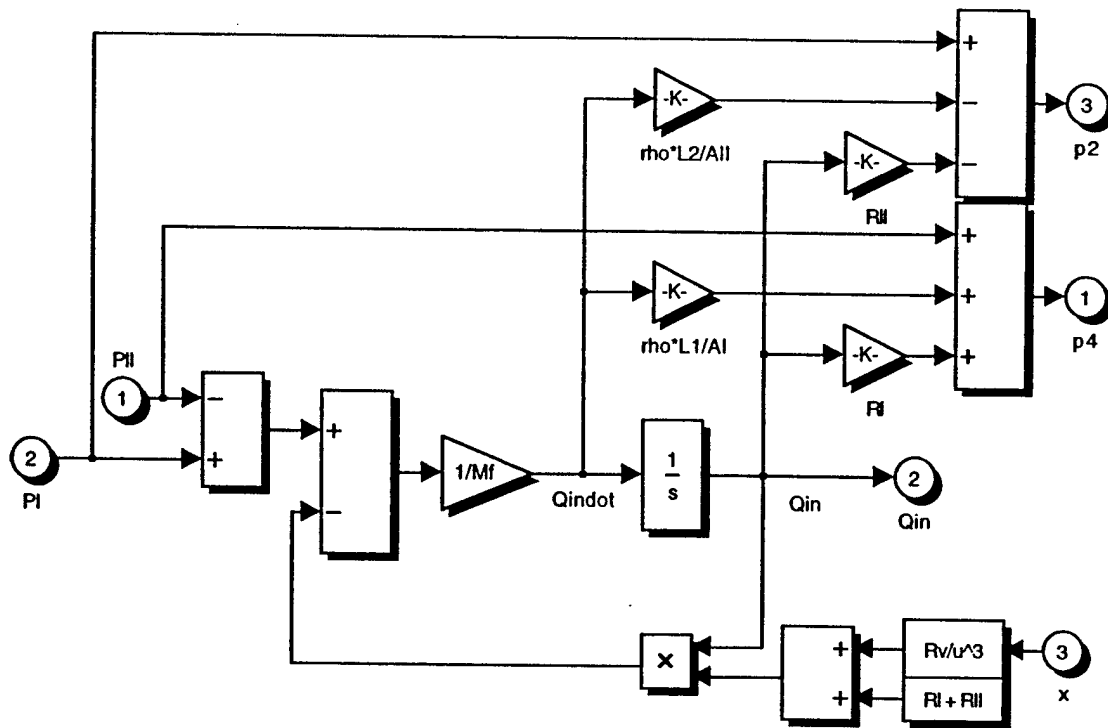 +
-K-
−
3
rho*L2/AII
p2
-K-
−
RII
+
-K-
+
1
rho*L1/AI
p4
PII
-K-
+
1
−
RI
+
2
+
1/Mf
1
s
2
PI
Qindot
Qin
Qin
−
+
Rv/u^3
3
×
+
RI + RII
x